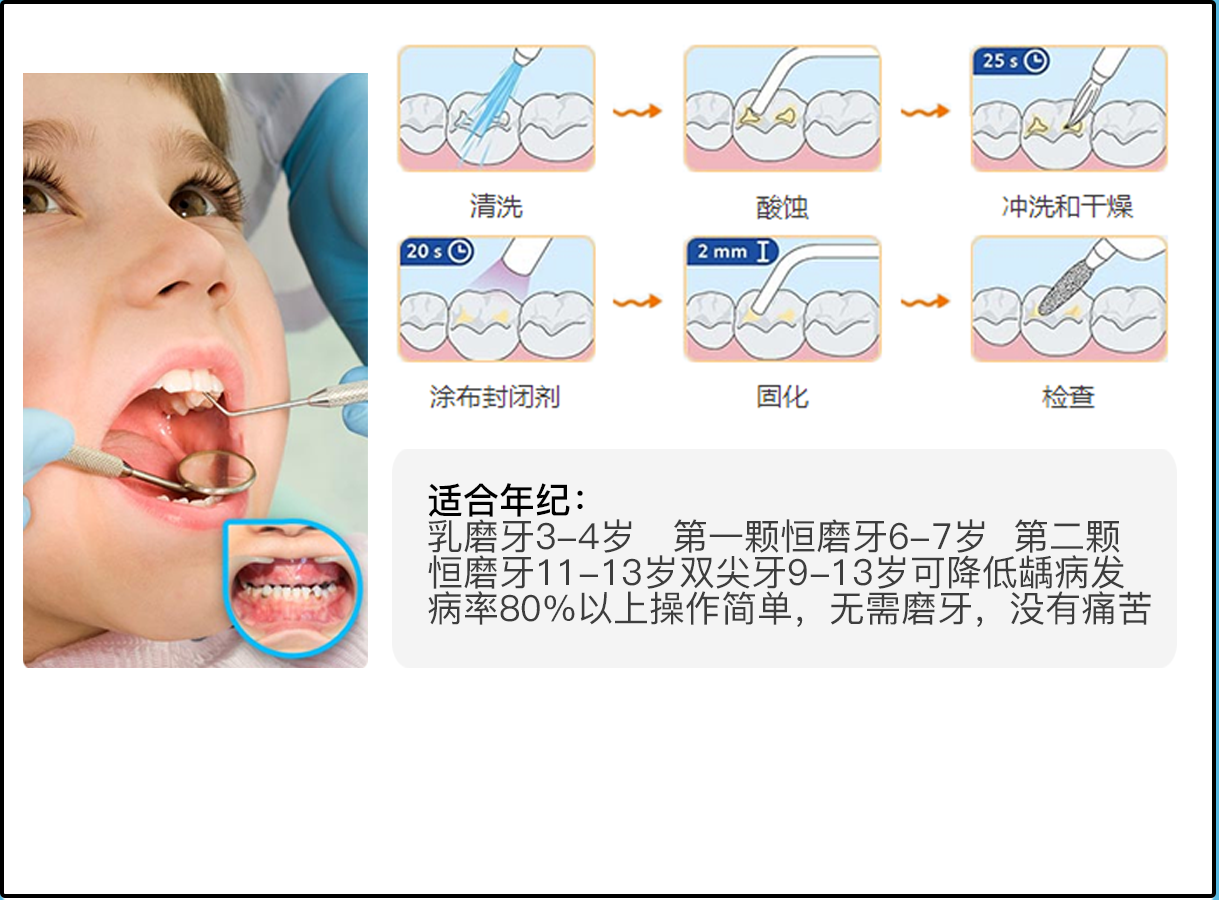 25 s
清洗
酸蚀
冲洗和干燥
20 s
2 mm
涂布封闭剂
固化
检查
适合年纪：
乳磨牙3-4岁 第一颗恒磨牙6-7岁 第二颗
恒磨牙11-13岁双尖牙9-13岁可降低龋病发
病率80%以上操作简单，无需磨牙，没有痛苦